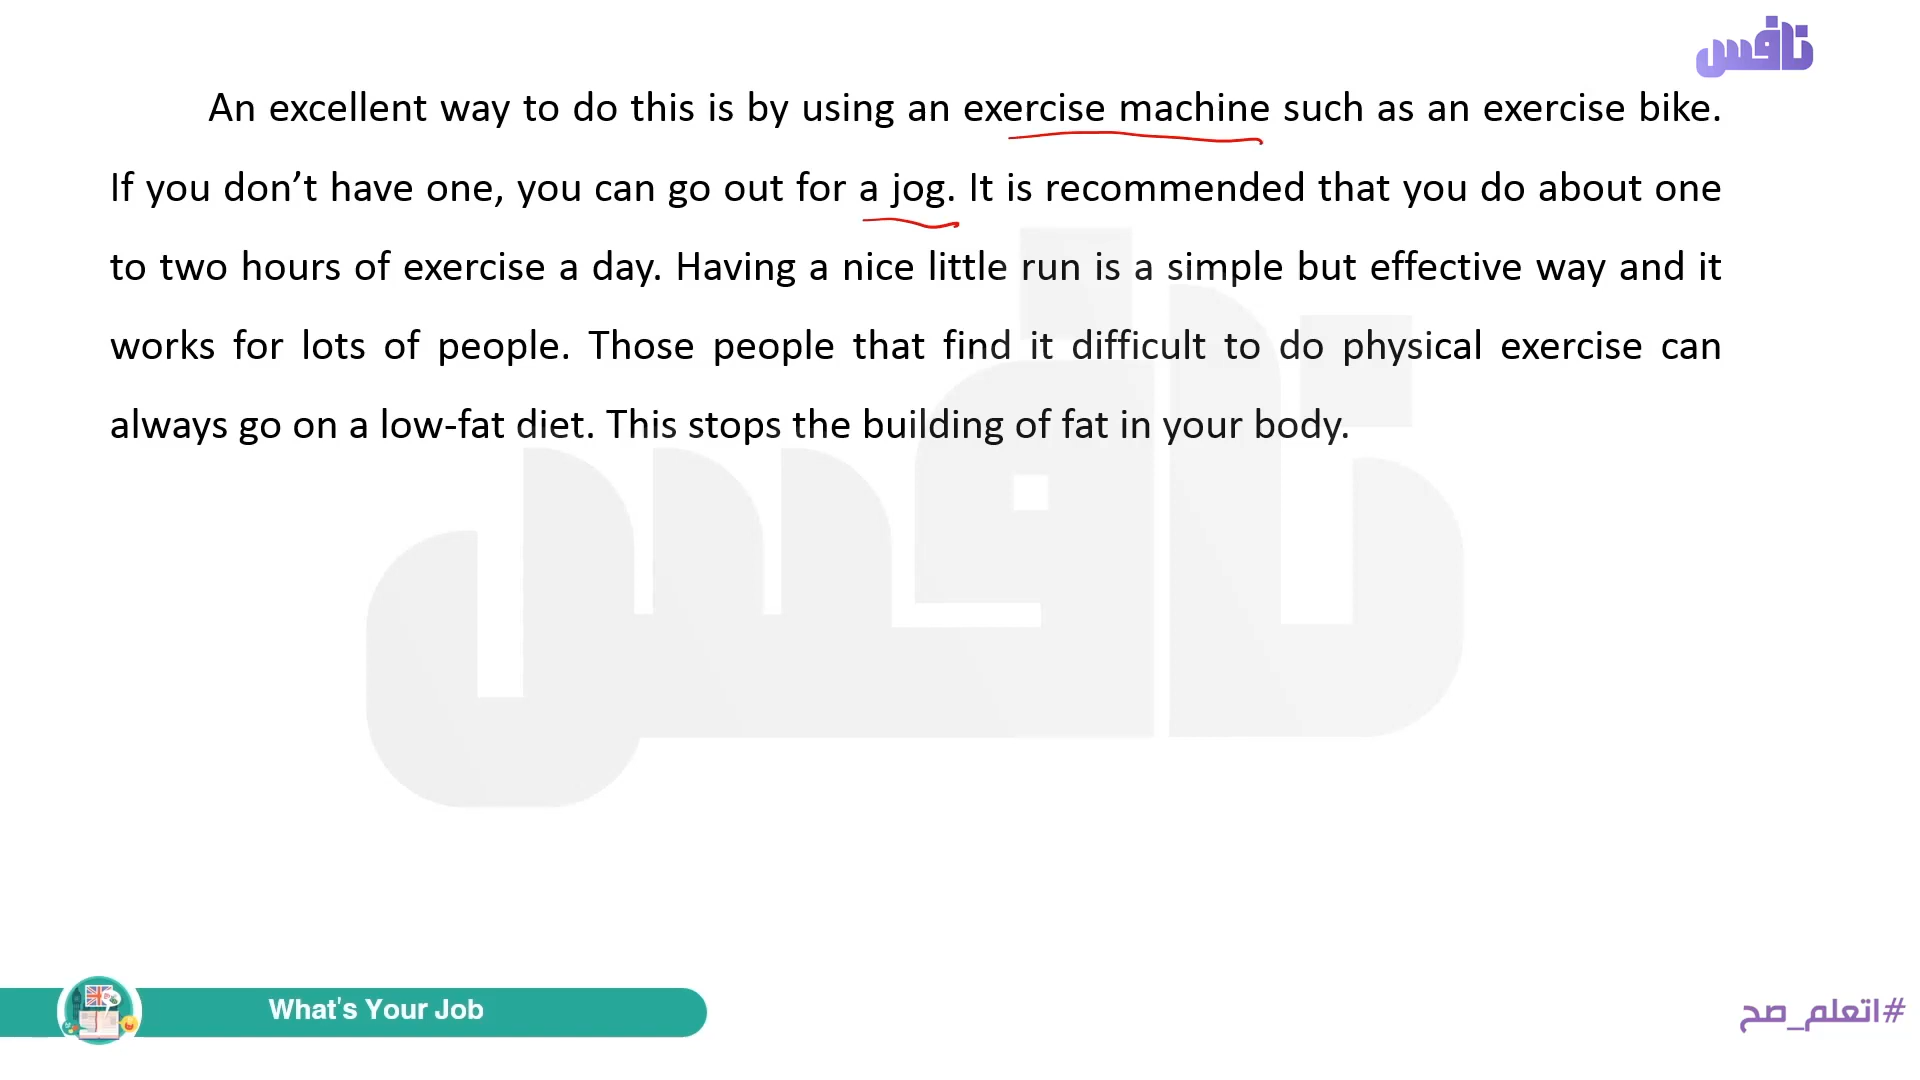 نافس
An excellent way to do this is by using an exercise machine such as an exercise bike.
If you don’t have one, you can go out for a jog. It is recommended that you do about one
to two hours of exercise a day. Having a nice little run is a simple but effective way and it
works for lots of people. Those people that find it difficult to do physical exercise can
always go on a low-fat diet. This stops the building of fat in your body.
نافس
What's Your Job
#اتعلم_صح